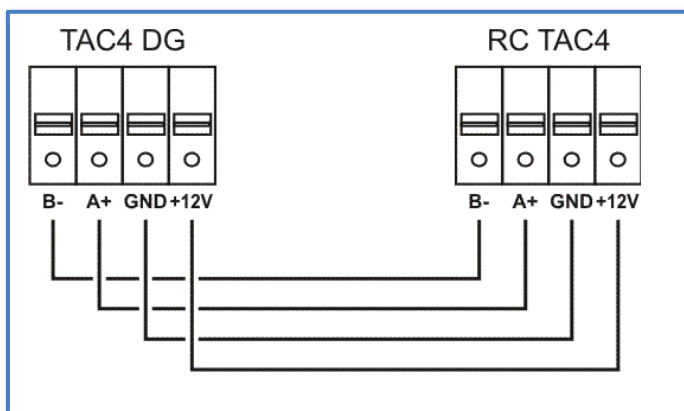 TAC4 DG RC TAC4
B- A+ GND +12V B- A+ GND +12V